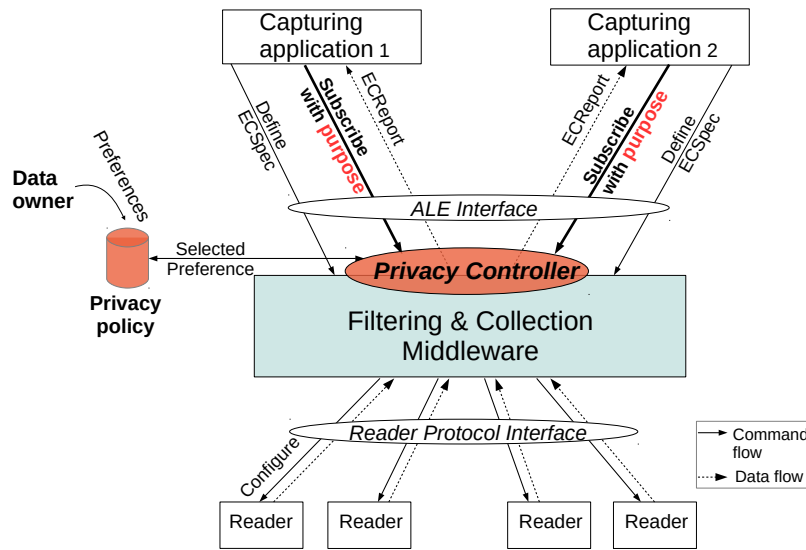 Capturing
application 1
Capturing
application 2
Define
ECSpec
Subscribe
with purpose
ECReport
ECReport
Subscribe
with purpose
Define
ECSpec
Preferences
Data
owner
ALE Interface
Selected
Preference
Privacy Controller
Privacy
policy
Filtering & Collection
Middleware
Reader Protocol Interface
Configure
Command
flow
Data flow
Reader
Reader
Reader
Reader